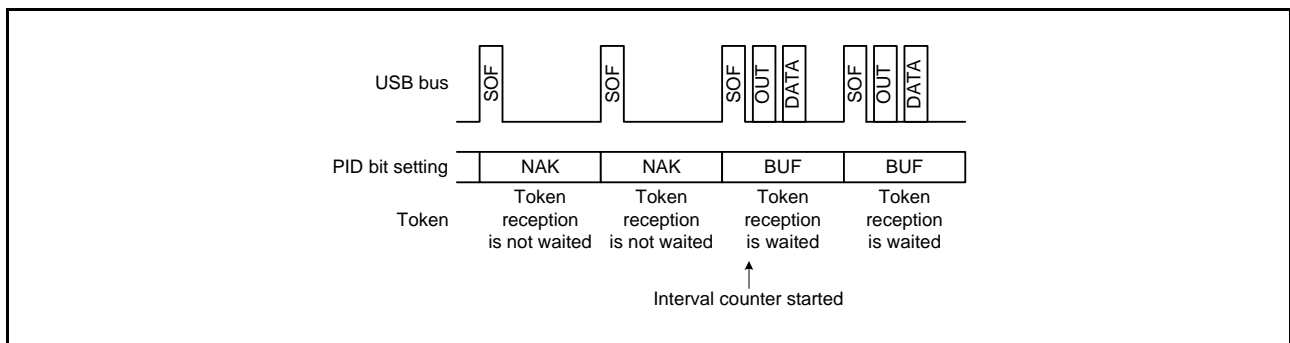 USB bus SOF SOF SOF OUT DATA SOF OUT DATA
PID bit setting NAK NAK BUF BUF
Token Token reception is not waited Token reception is not waited Token reception is waited Token reception is waited
Interval counter started